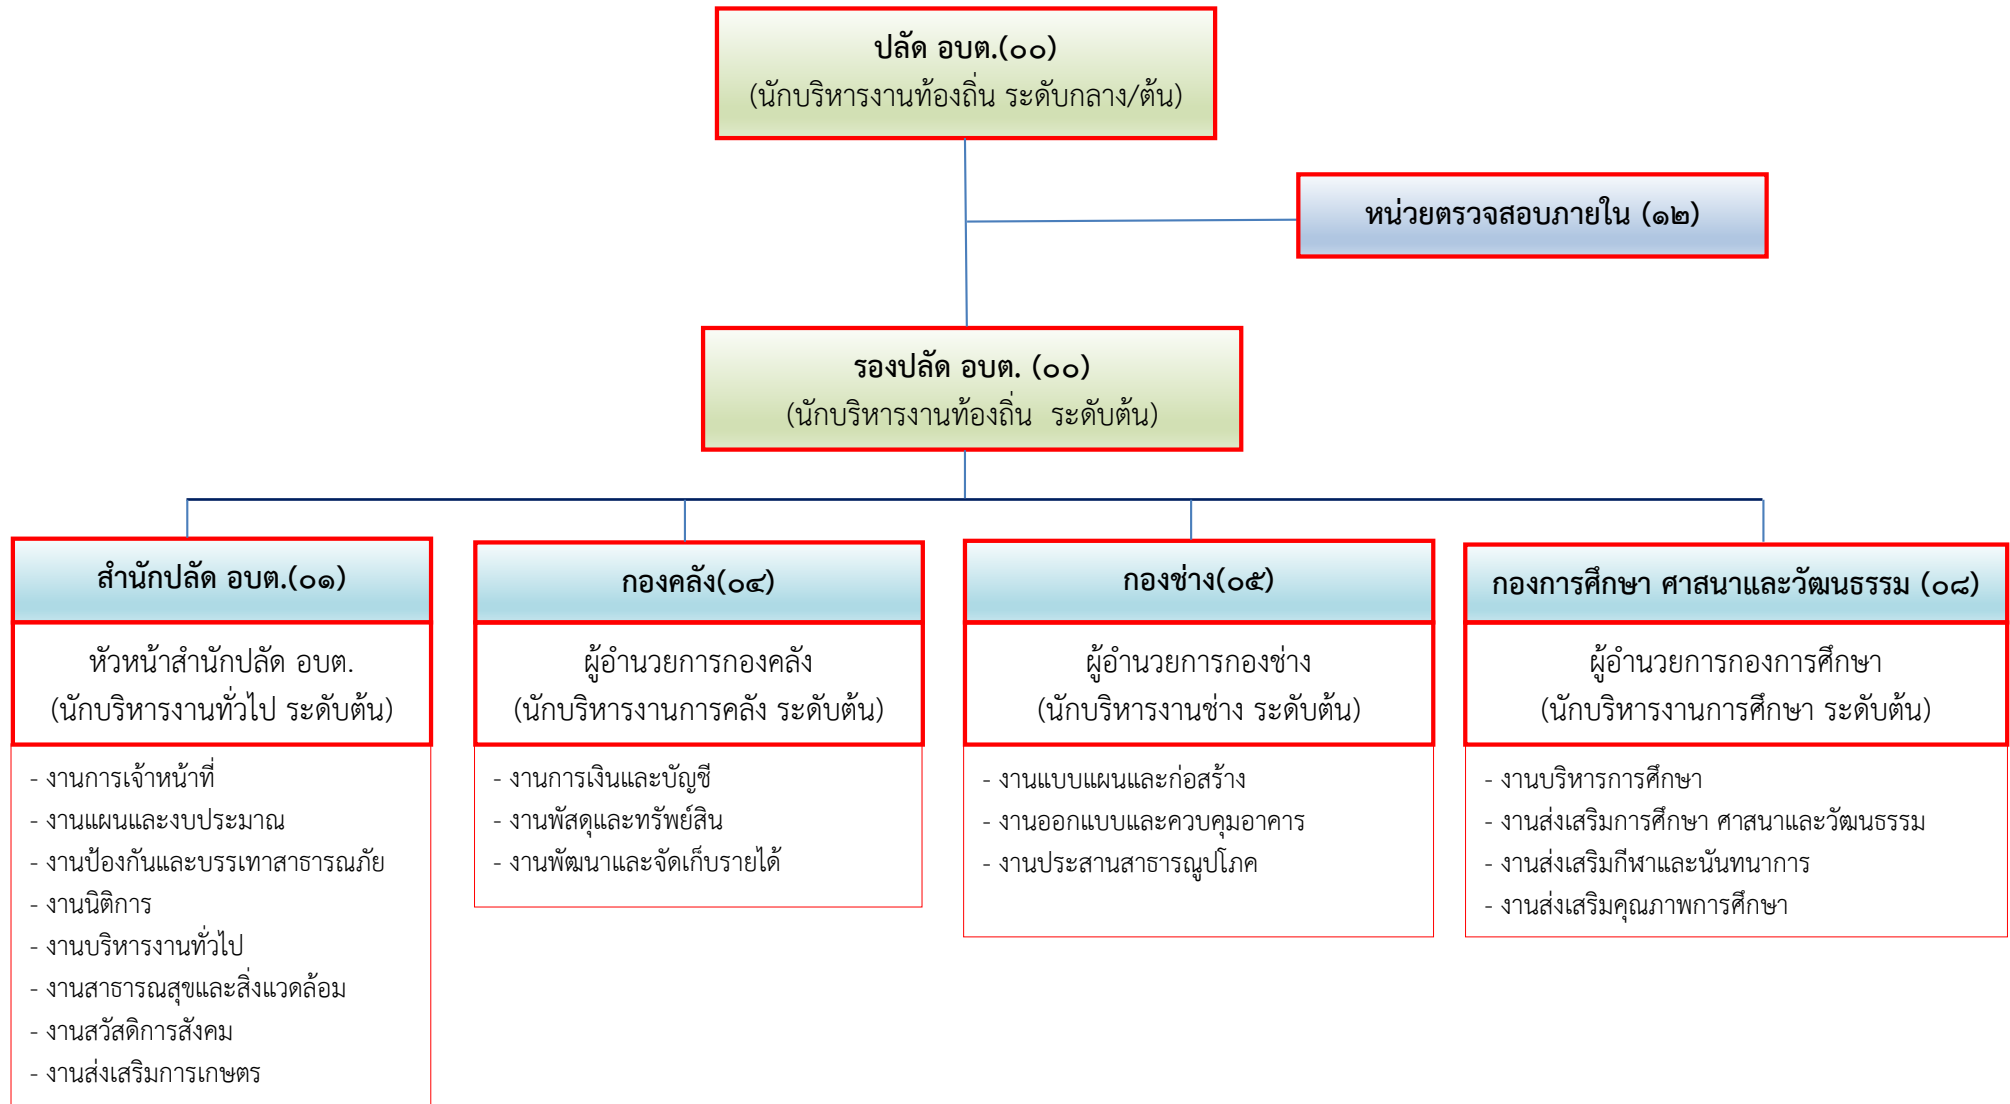 ปลัด อบต.(๐๐)
(นักบริหารงานท้องถิ่น ระดับกลาง/ต้น)
หน่วยตรวจสอบภายใน (๑๒)
รองปลัด อบต. (๐๐)
(นักบริหารงานท้องถิ่น ระดับต้น)
สำนักปลัด อบต.(๐๑)
หัวหน้าสำนักปลัด อบต.
(นักบริหารงานทั่วไป ระดับต้น)
- งานการเจ้าหน้าที่
- งานแผนและงบประมาณ
- งานป้องกันและบรรเทาสาธารณภัย
- งานนิติการ
- งานบริหารงานทั่วไป
- งานสาธารณสุขและสิ่งแวดล้อม
- งานสวัสดิการสังคม
- งานส่งเสริมการเกษตร
กองคลัง(๐๔)
ผู้อำนวยการกองคลัง
(นักบริหารงานการคลัง ระดับต้น)
- งานการเงินและบัญชี
- งานพัสดุและทรัพย์สิน
- งานพัฒนาและจัดเก็บรายได้
กองช่าง(๐๕)
ผู้อำนวยการกองช่าง
(นักบริหารงานช่าง ระดับต้น)
- งานแบบแผนและก่อสร้าง
- งานออกแบบและควบคุมอาคาร
- งานประสานสาธารณูปโภค
กองการศึกษา ศาสนาและวัฒนธรรม (๐๘)
ผู้อำนวยการกองการศึกษา
(นักบริหารงานการศึกษา ระดับต้น)
- งานบริหารการศึกษา
- งานส่งเสริมการศึกษา ศาสนาและวัฒนธรรม
- งานส่งเสริมกีฬาและนันทนาการ
- งานส่งเสริมคุณภาพการศึกษา